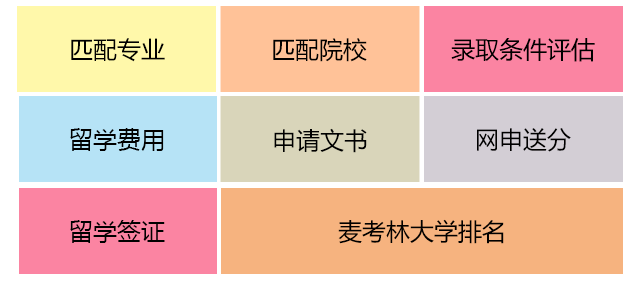 匹配专业
匹配院校
录取条件评估
留学费用
申请文书
网申送分
留学签证
麦考林大学排名